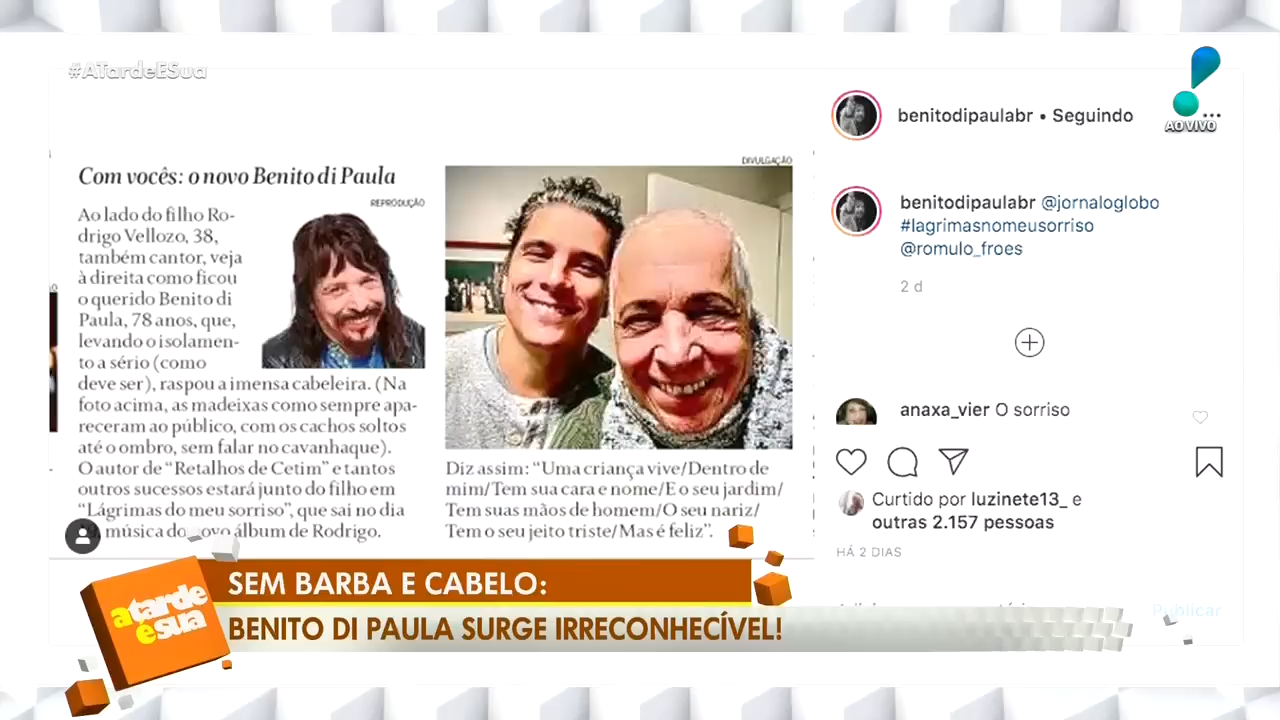 #ATardeESua
AO VIVO
Com vocês: o novo Benito di Paula
REPRODUÇÃO
Ao lado do filho Ro-
drigo Vellozo, 38,
também cantor, veja
à direita como ficou
o querido Benito di
Paula, 78 anos, que,
levando o isolamen-
to a sério (como
deve ser), raspou a imensa cabeleira. (Na
foto acima, as madeixas como sempre apa-
receram ao público, com os cachos soltos
até o ombro, sem falar no cavanhaque).
O autor de “Retalhos de Cetim” e tantos
outros sucessos estará junto do filho em
“Lágrimas do meu sorriso”, que sai no dia
música do novo álbum de Rodrigo.
DIVULGAÇÃO
Diz assim: “Uma criança vive/Dentro de
mim/Tem sua cara e nome/E o seu jardim/
Tem suas mãos de homem/O seu nariz/
Tem o seu jeito triste/Mas é feliz”.
benitodipaulabr • Seguindo
benitodipaulabr @jornaloglobo
#lagrimasnomeusorriso
@romulo_froes
2 d
anaxa_vier O sorriso
Curtido por luzinete13_ e
outras 2.157 pessoas
HÁ 2 DIAS
Publicar
a tarde
é sua
SEM BARBA E CABELO:
BENITO DI PAULA SURGE IRRECONHECÍVEL!